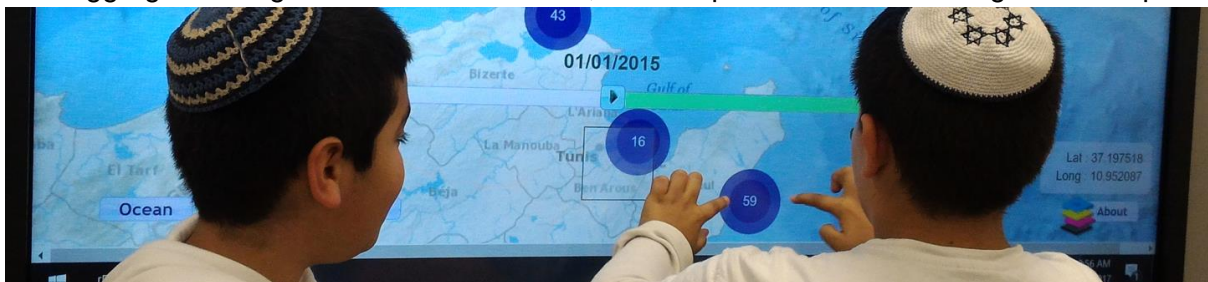 43
01/01/2015
Bizerte
Gulf of
L'Ariana
16
La Manouba
Tunis
El Tarf
Béja
Ben Arous
59
Ocean
Lat : 37.197518
Long : 10.952087
About